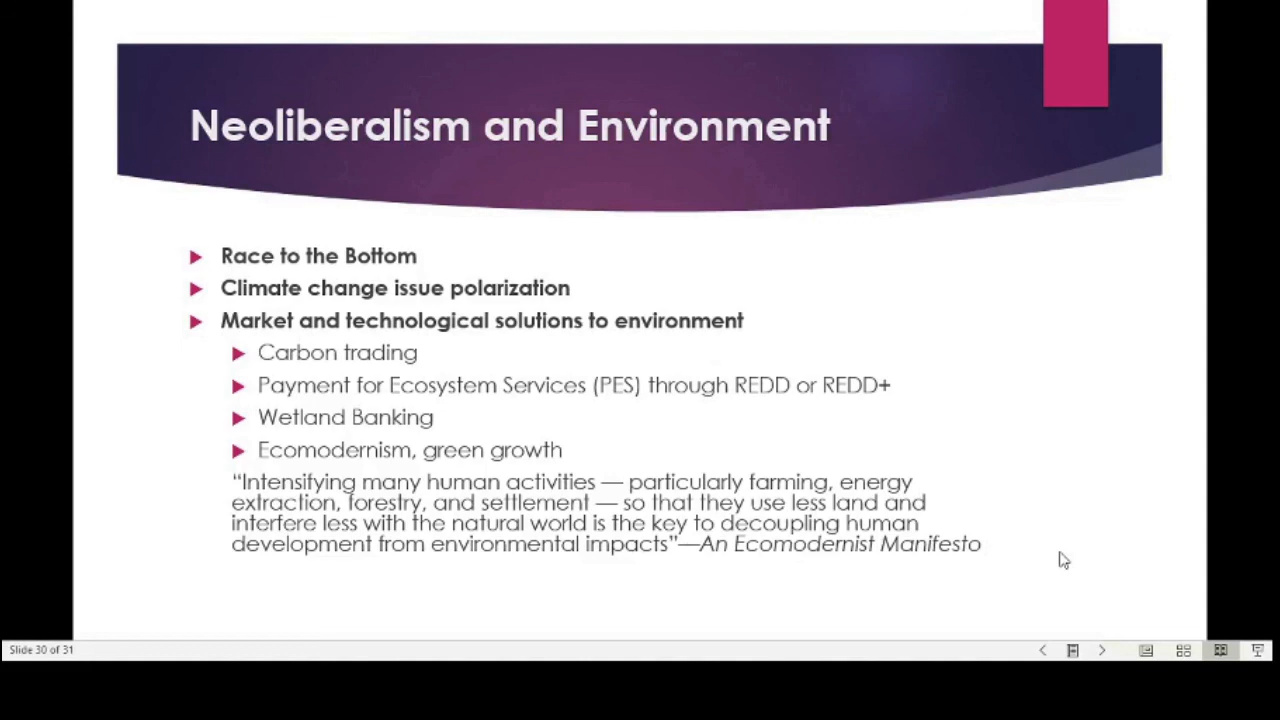 Neoliberalism and Environment
Race to the Bottom
Climate change issue polarization
Market and technological solutions to environment
Carbon trading
Payment for Ecosystem Services (PES) through REDD or REDD+
Wetland Banking
Ecomodernism, green growth
“Intensifying many human activities — particularly farming, energy
extraction, forestry, and settlement — so that they use less land and
interfere less with the natural world is the key to decoupling human
development from environmental impacts”—An Ecomodernist Manifesto
Slide 30 of 31